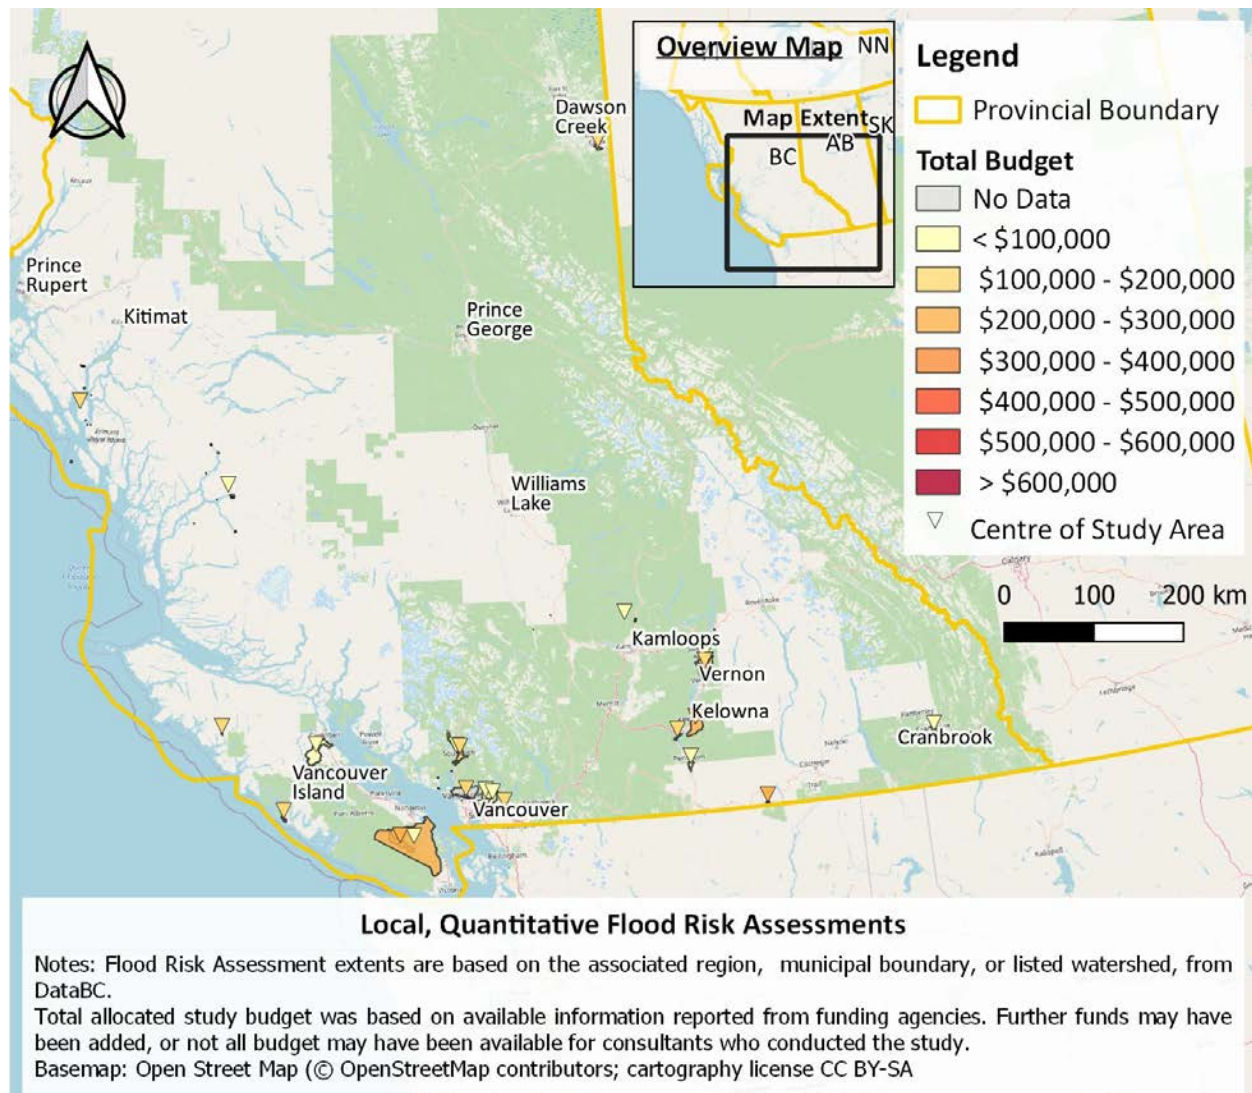 Overview Map
NN
Map Extent
SK
AB
BC
Legend
Provincial Boundary
Total Budget
No Data
< $100,000
$100,000 - $200,000
$200,000 - $300,000
$300,000 - $400,000
$400,000 - $500,000
$500,000 - $600,000
> $600,000
Centre of Study Area
0 100 200 km
Dawson
Creek
Prince
Rupert
Kitimat
Prince
George
Williams
Lake
Kamloops
Vernon
Kelowna
Cranbrook
Vancouver
Island
Vancouver
Local, Quantitative Flood Risk Assessments
Notes: Flood Risk Assessment extents are based on the associated region, municipal boundary, or listed watershed, from
DataBC.
Total allocated study budget was based on available information reported from funding agencies. Further funds may have
been added, or not all budget may have been available for consultants who conducted the study.
Basemap: Open Street Map (© OpenStreetMap contributors; cartography license CC BY-SA